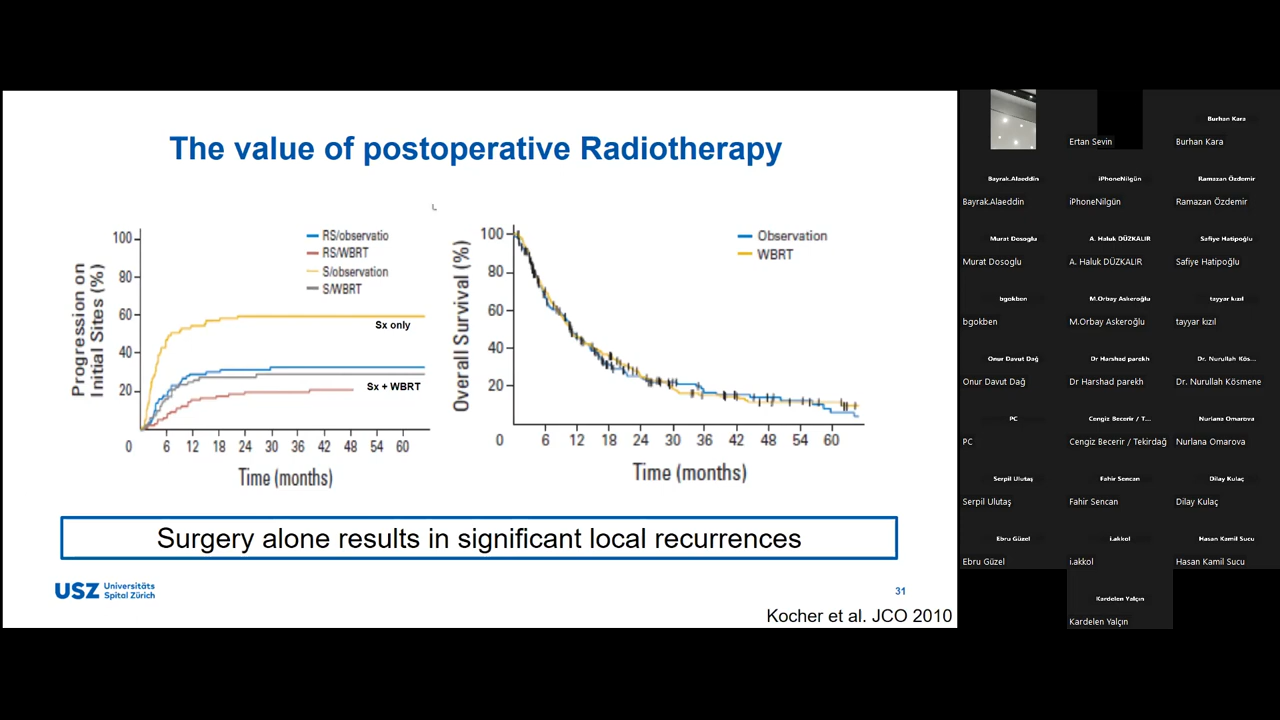 The value of postoperative Radiotherapy
Progression on
Initial Sites (%)
100
80
60
40
20
0
6
12
18
24
30
36
42
48
54
60
Time (months)
RS/observatio
RS/WBRT
S/observation
S/WBRT
Sx only
Sx + WBRT
Overall Survival (%)
100
80
60
40
20
0
6
12
18
24
30
36
42
48
54
60
Time (months)
Observation
WBRT
Surgery alone results in significant local recurrences
USZ Universitäts
Spital Zürich
31
Kocher et al. JCO 2010
Ertan Sevin
Burhan Kara
Burhan Kara
Bayrak.Alaeddin
Bayrak.Alaeddin
iPhoneNilgün
iPhoneNilgün
Ramazan Özdemir
Ramazan Özdemir
Murat Dosoglu
Murat Dosoglu
A. Haluk DÜZKALIR
A. Haluk DÜZKALIR
Safiye Hatipoğlu
Safiye Hatipoğlu
bgokben
bgokben
M.Orbay Askeroğlu
M.Orbay Askeroğlu
tayyar kızıl
tayyar kızıl
Onur Davut Dağ
Onur Davut Dağ
Dr Harshad parekh
Dr Harshad parekh
Dr. Nurullah Kös...
Dr. Nurullah Kösmene
PC
PC
Cengiz Becerir / T...
Cengiz Becerir / Tekirdağ
Nurlana Omarova
Nurlana Omarova
Serpil Ulutaş
Serpil Ulutaş
Fahir Sencan
Fahir Sencan
Dilay Kulaç
Dilay Kulaç
Ebru Güzel
Ebru Güzel
i.akkol
i.akkol
Hasan Kamil Sucu
Hasan Kamil Sucu
Kardelen Yalçın
Kardelen Yalçın